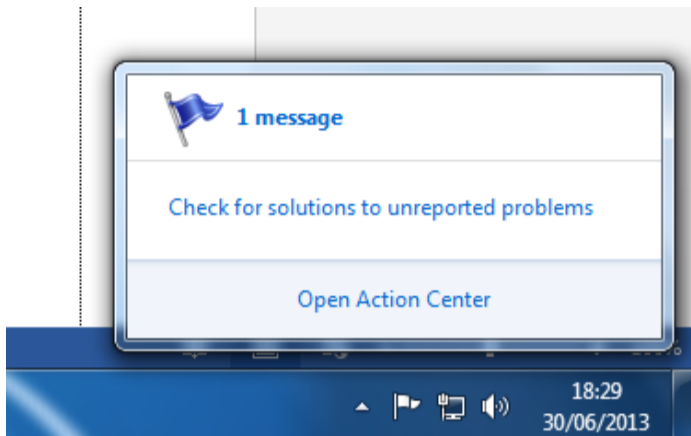 1 message
Check for solutions to unreported problems
Open Action Center
18:29
30/06/2013